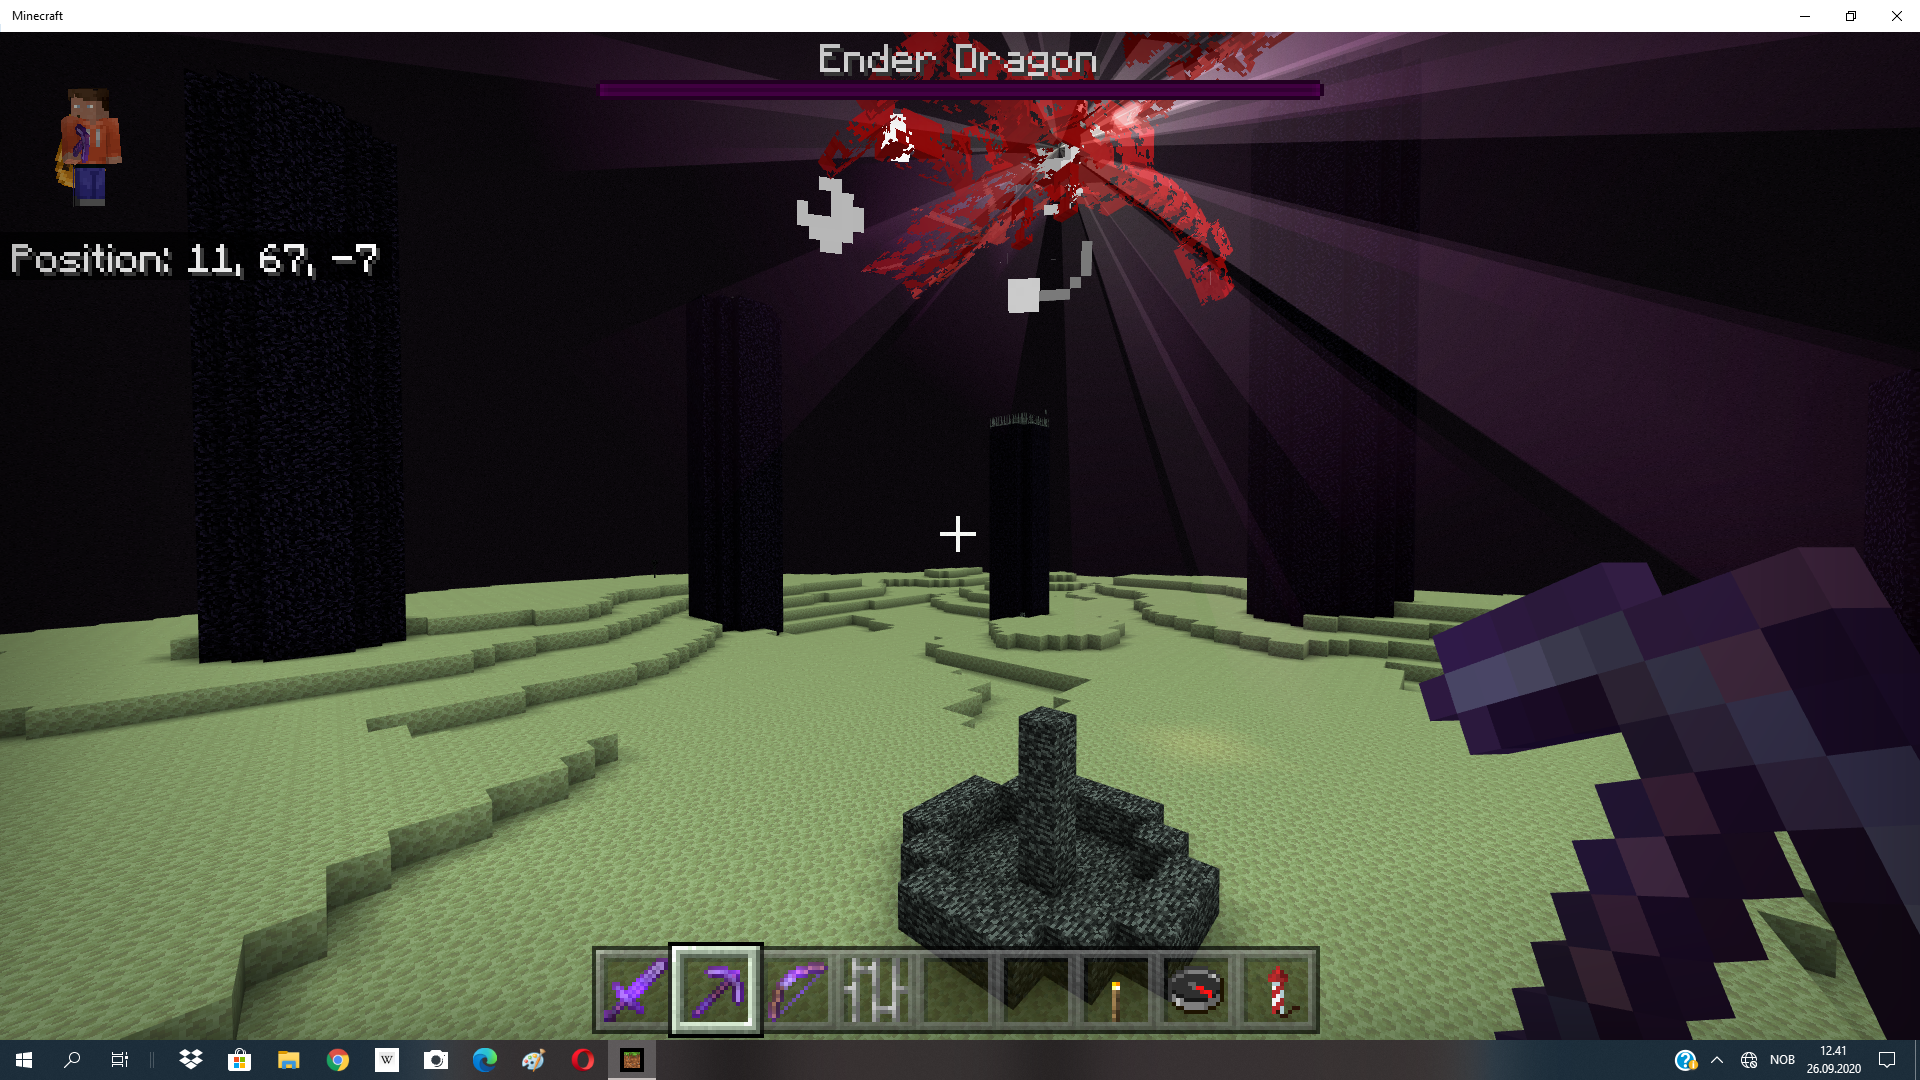 Minecraft
Ender Dragon
Position: 11, 67, -7
W
NOB
12.41
26.09.2020